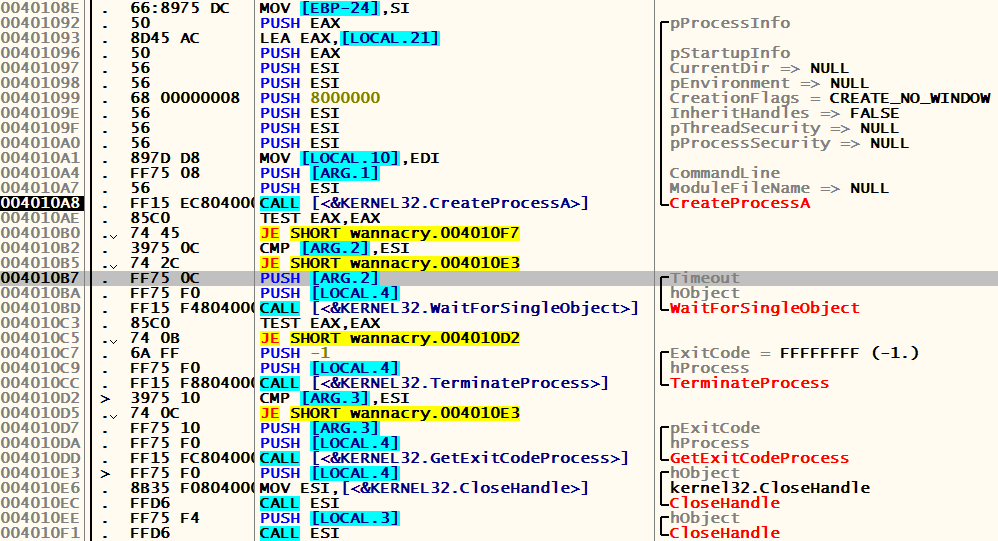 0040108E . 66:8975 DC MOV [EBP-24],SI
00401092 . 50 PUSH EAX pProcessInfo
00401093 . 8D45 AC LEA EAX,[LOCAL.21]
00401096 . 50 PUSH EAX pStartupInfo
00401097 . 56 PUSH ESI CurrentDir => NULL
00401098 . 56 PUSH ESI pEnvironment => NULL
00401099 . 68 00000008 PUSH 8000000 CreationFlags = CREATE_NO_WINDOW
0040109E . 56 PUSH ESI InheritHandles => FALSE
0040109F . 56 PUSH ESI pThreadSecurity => NULL
004010A0 . 56 PUSH ESI pProcessSecurity => NULL
004010A1 . 897D D8 MOV [LOCAL.10],EDI
004010A4 . FF75 08 PUSH [ARG.1] CommandLine
004010A7 . 56 PUSH ESI ModuleFileName => NULL
004010A8 . FF15 EC804000 CALL [<&KERNEL32.CreateProcessA>] CreateProcessA
004010AE . 85C0 TEST EAX,EAX
004010B0 . 74 45 JE SHORT wannacry.004010F7
004010B2 . 3975 0C CMP [ARG.2],ESI
004010B5 . 74 2C JE SHORT wannacry.004010E3
004010B7 . FF75 0C PUSH [ARG.2] Timeout
004010BA . FF75 F0 PUSH [LOCAL.4] hObject
004010BD . FF15 F4804000 CALL [<&KERNEL32.WaitForSingleObject>] WaitForSingleObject
004010C3 . 85C0 TEST EAX,EAX
004010C5 . 74 0B JE SHORT wannacry.004010D2
004010C7 . 6A FF PUSH -1 ExitCode = FFFFFFFF (-1.)
004010C9 . FF75 F0 PUSH [LOCAL.4] hProcess
004010CC . FF15 F8804000 CALL [<&KERNEL32.TerminateProcess>] TerminateProcess
004010D2 > 3975 10 CMP [ARG.3],ESI
004010D5 . 74 0C JE SHORT wannacry.004010E3
004010D7 . FF75 10 PUSH [ARG.3] pExitCode
004010DA . FF75 F0 PUSH [LOCAL.4] hProcess
004010DD . FF15 FC804000 CALL [<&KERNEL32.GetExitCodeProcess>] GetExitCodeProcess
004010E3 > FF75 F0 PUSH [LOCAL.4] hObject
004010E6 . 8B35 F0804000 MOV ESI,[<&KERNEL32.CloseHandle>] kernel32.CloseHandle
004010EC . FFD6 CALL ESI CloseHandle
004010EE . FF75 F4 PUSH [LOCAL.3] hObject
004010F1 . FFD6 CALL ESI CloseHandle